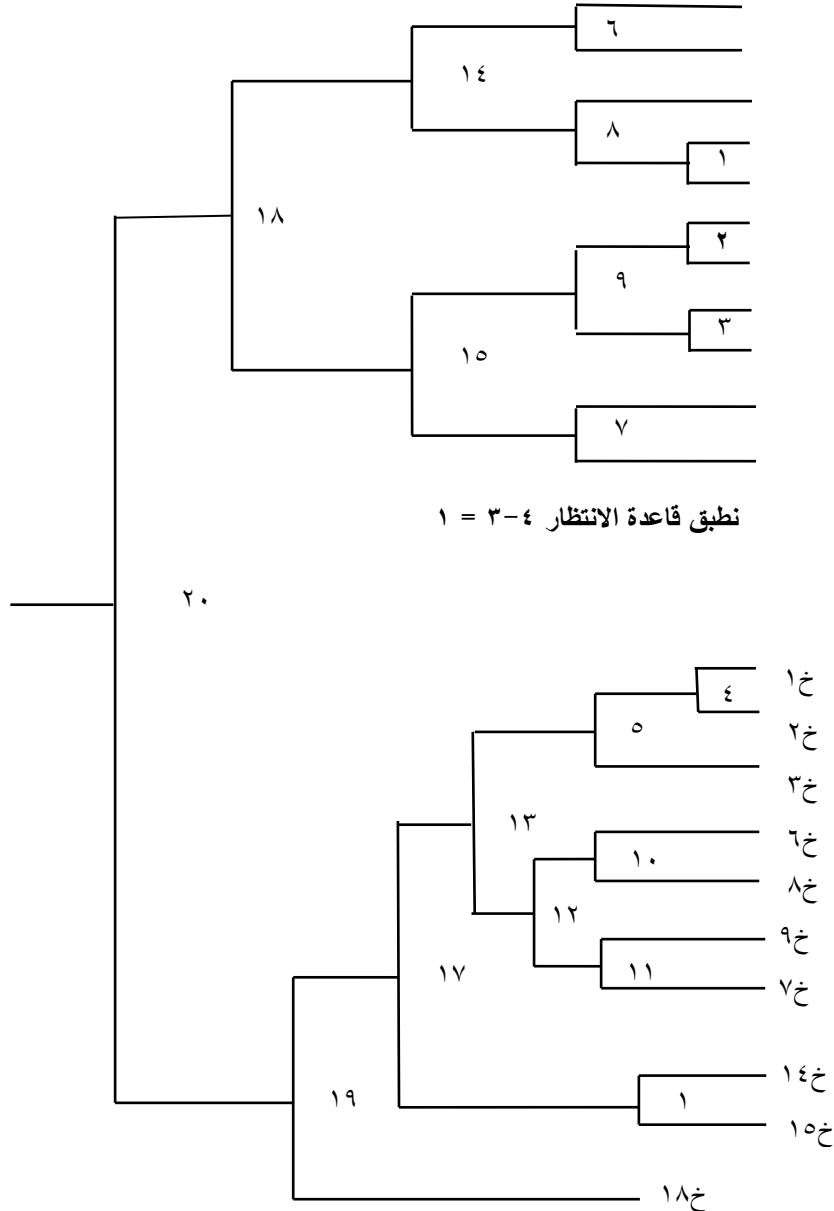 ٦
١٤
٨
١
١٨
٢
٩
٣
١٥
٧
نطبق قاعدة الانتظار ٤-٣ = ١
٢٠
خ١
٤
٥
خ٢
خ٣
١٣
خ٦
١٠
خ٨
١٢
خ٩
١٧
١١
خ٧
خ١٤
١٩
١
خ١٥
خ١٨